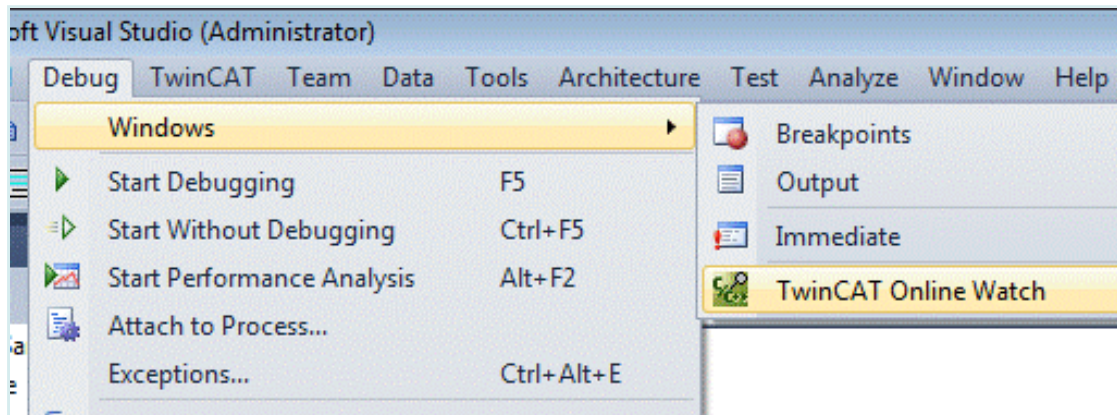 oft Visual Studio (Administrator)
Debug TwinCAT Team Data Tools Architecture Test Analyze Window Help
Windows
Breakpoints
Start Debugging F5
Output
Start Without Debugging Ctrl+F5
Immediate
Start Performance Analysis Alt+F2
TwinCAT Online Watch
Attach to Process...
Exceptions... Ctrl+Alt+E